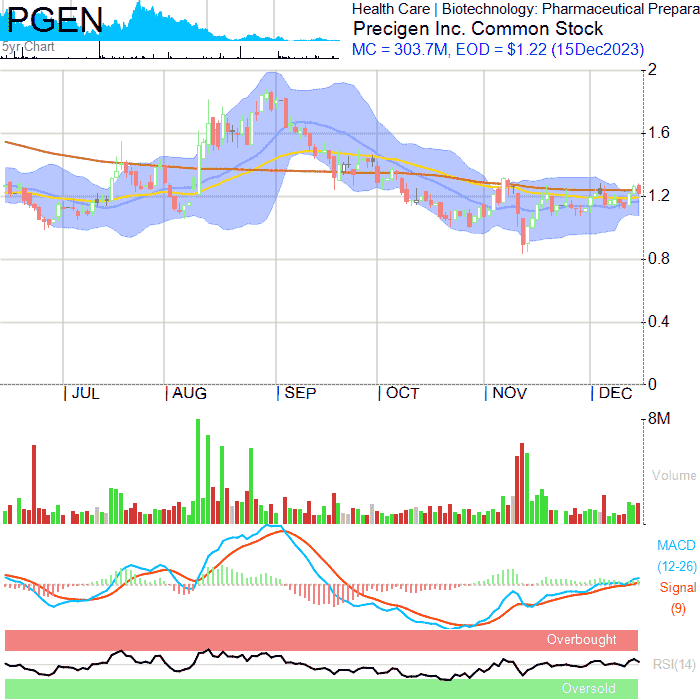 PGEN
5yr Chart
Health Care | Biotechnology: Pharmaceutical Prepara
Precigen Inc. Common Stock
MC = 303.7M, EOD = $1.22 (15Dec2023)
2
1.6
1.2
0.8
0.4
0
JUL
AUG
SEP
OCT
NOV
DEC
8M
Volume
MACD
(12-26)
Signal
(9)
Overbought
RSI(14)
Oversold